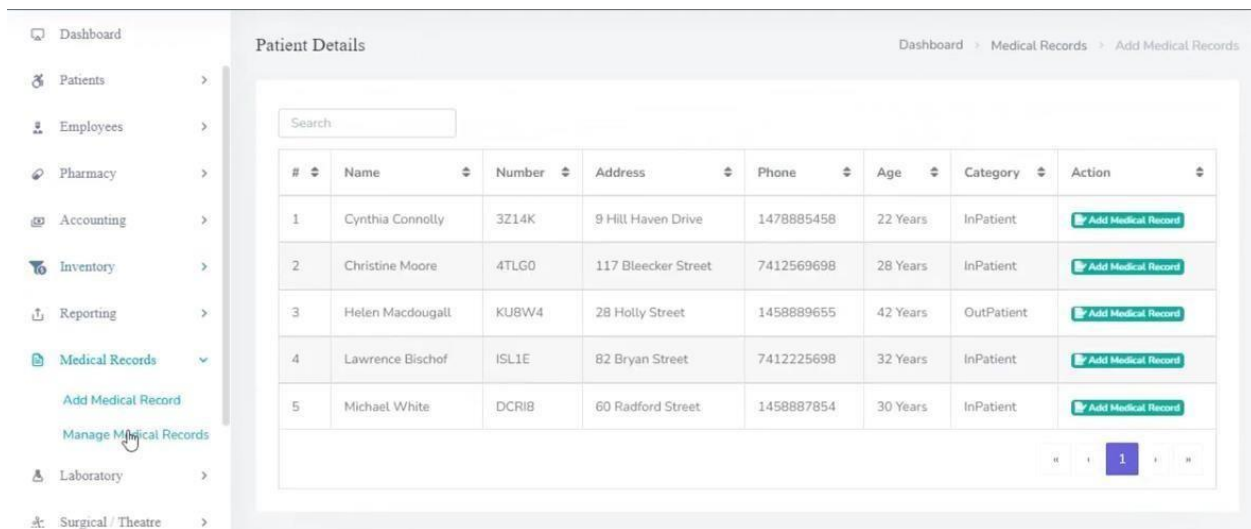 Dashboard
Patients
Employees
Pharmacy
Accounting
Inventory
Reporting
Medical Records
Add Medical Record
Manage Medical Records
Laboratory
Surgical / Theatre
Patient Details
Dashboard > Medical Records > Add Medical Records
Search
# Name Number Address Phone Age Category Action
1 Cynthia Connolly 3Z14K 9 Hill Haven Drive 1478885458 22 Years InPatient Add Medical Record
2 Christine Moore 4TLG0 117 Bleecker Street 7412569698 28 Years InPatient Add Medical Record
3 Helen Macdougall KU8W4 28 Holly Street 1458889655 42 Years OutPatient Add Medical Record
4 Lawrence Bischof ISL1E 82 Bryan Street 7412225698 32 Years InPatient Add Medical Record
5 Michael White DCRI8 60 Radford Street 1458887854 30 Years InPatient Add Medical Record
« ‹ 1 › »